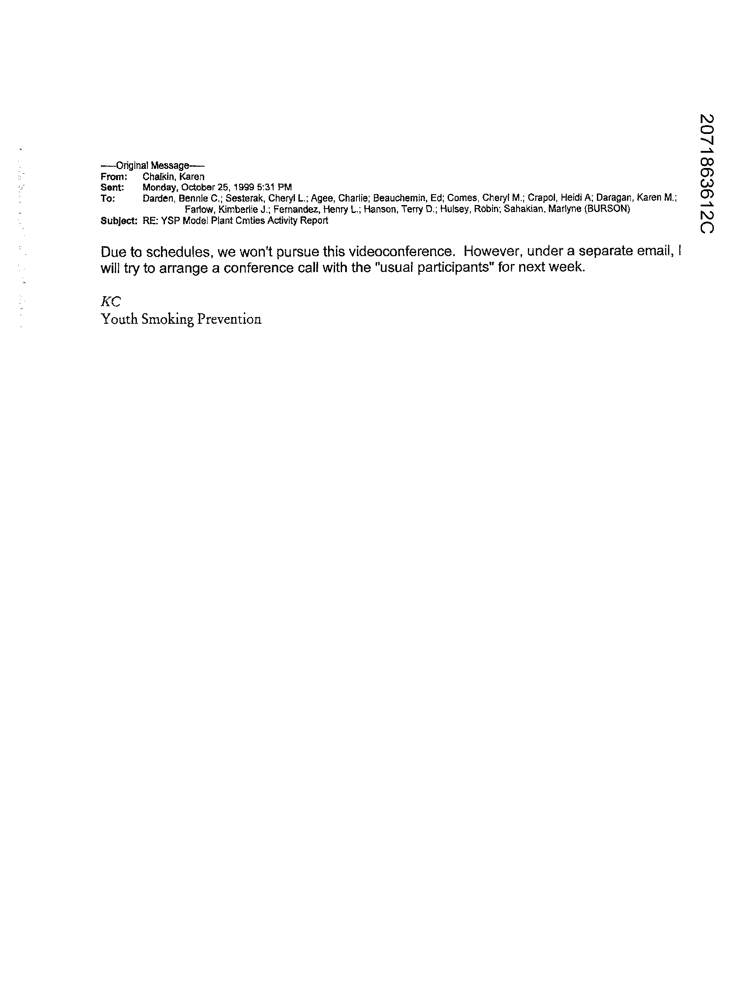 -----Original Message-----
From: Chaikin, Karen
Sent: Monday, October 25, 1999 5:31 PM
To: Darden, Bennie C.; Sesterak, Cheryl L.; Agee, Charlie; Beauchemin, Ed; Comes, Cheryl M.; Crapol, Heidi A; Daragan, Karen M.;
Farlow, Kimberlie J.; Fernandez, Henry L.; Hanson, Terry D.; Hulsey, Robin; Sahakian, Marlyne (BURSON)
Subject: RE: YSP Model Plant Cmties Activity Report
Due to schedules, we won't pursue this videoconference. However, under a separate email, I
will try to arrange a conference call with the "usual participants" for next week.
KC
Youth Smoking Prevention
2071863612C